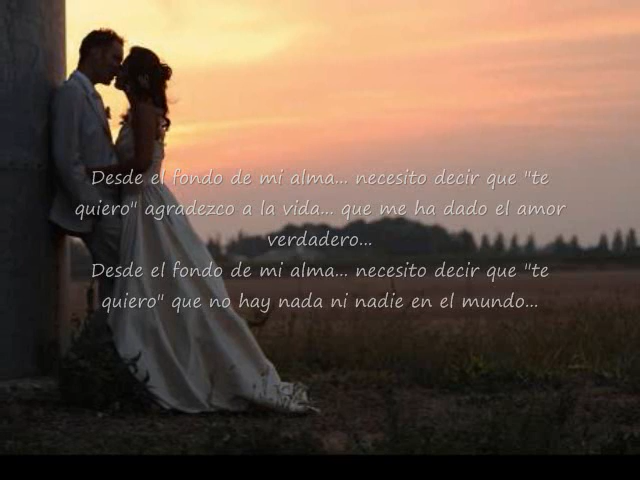 Desde el fondo de mi alma... necesito decir que "te
quiero" agradezco a la vida... que me ha dado el amor
verdadero...
Desde el fondo de mi alma... necesito decir que "te
quiero" que no hay nada ni nadie en el mundo...